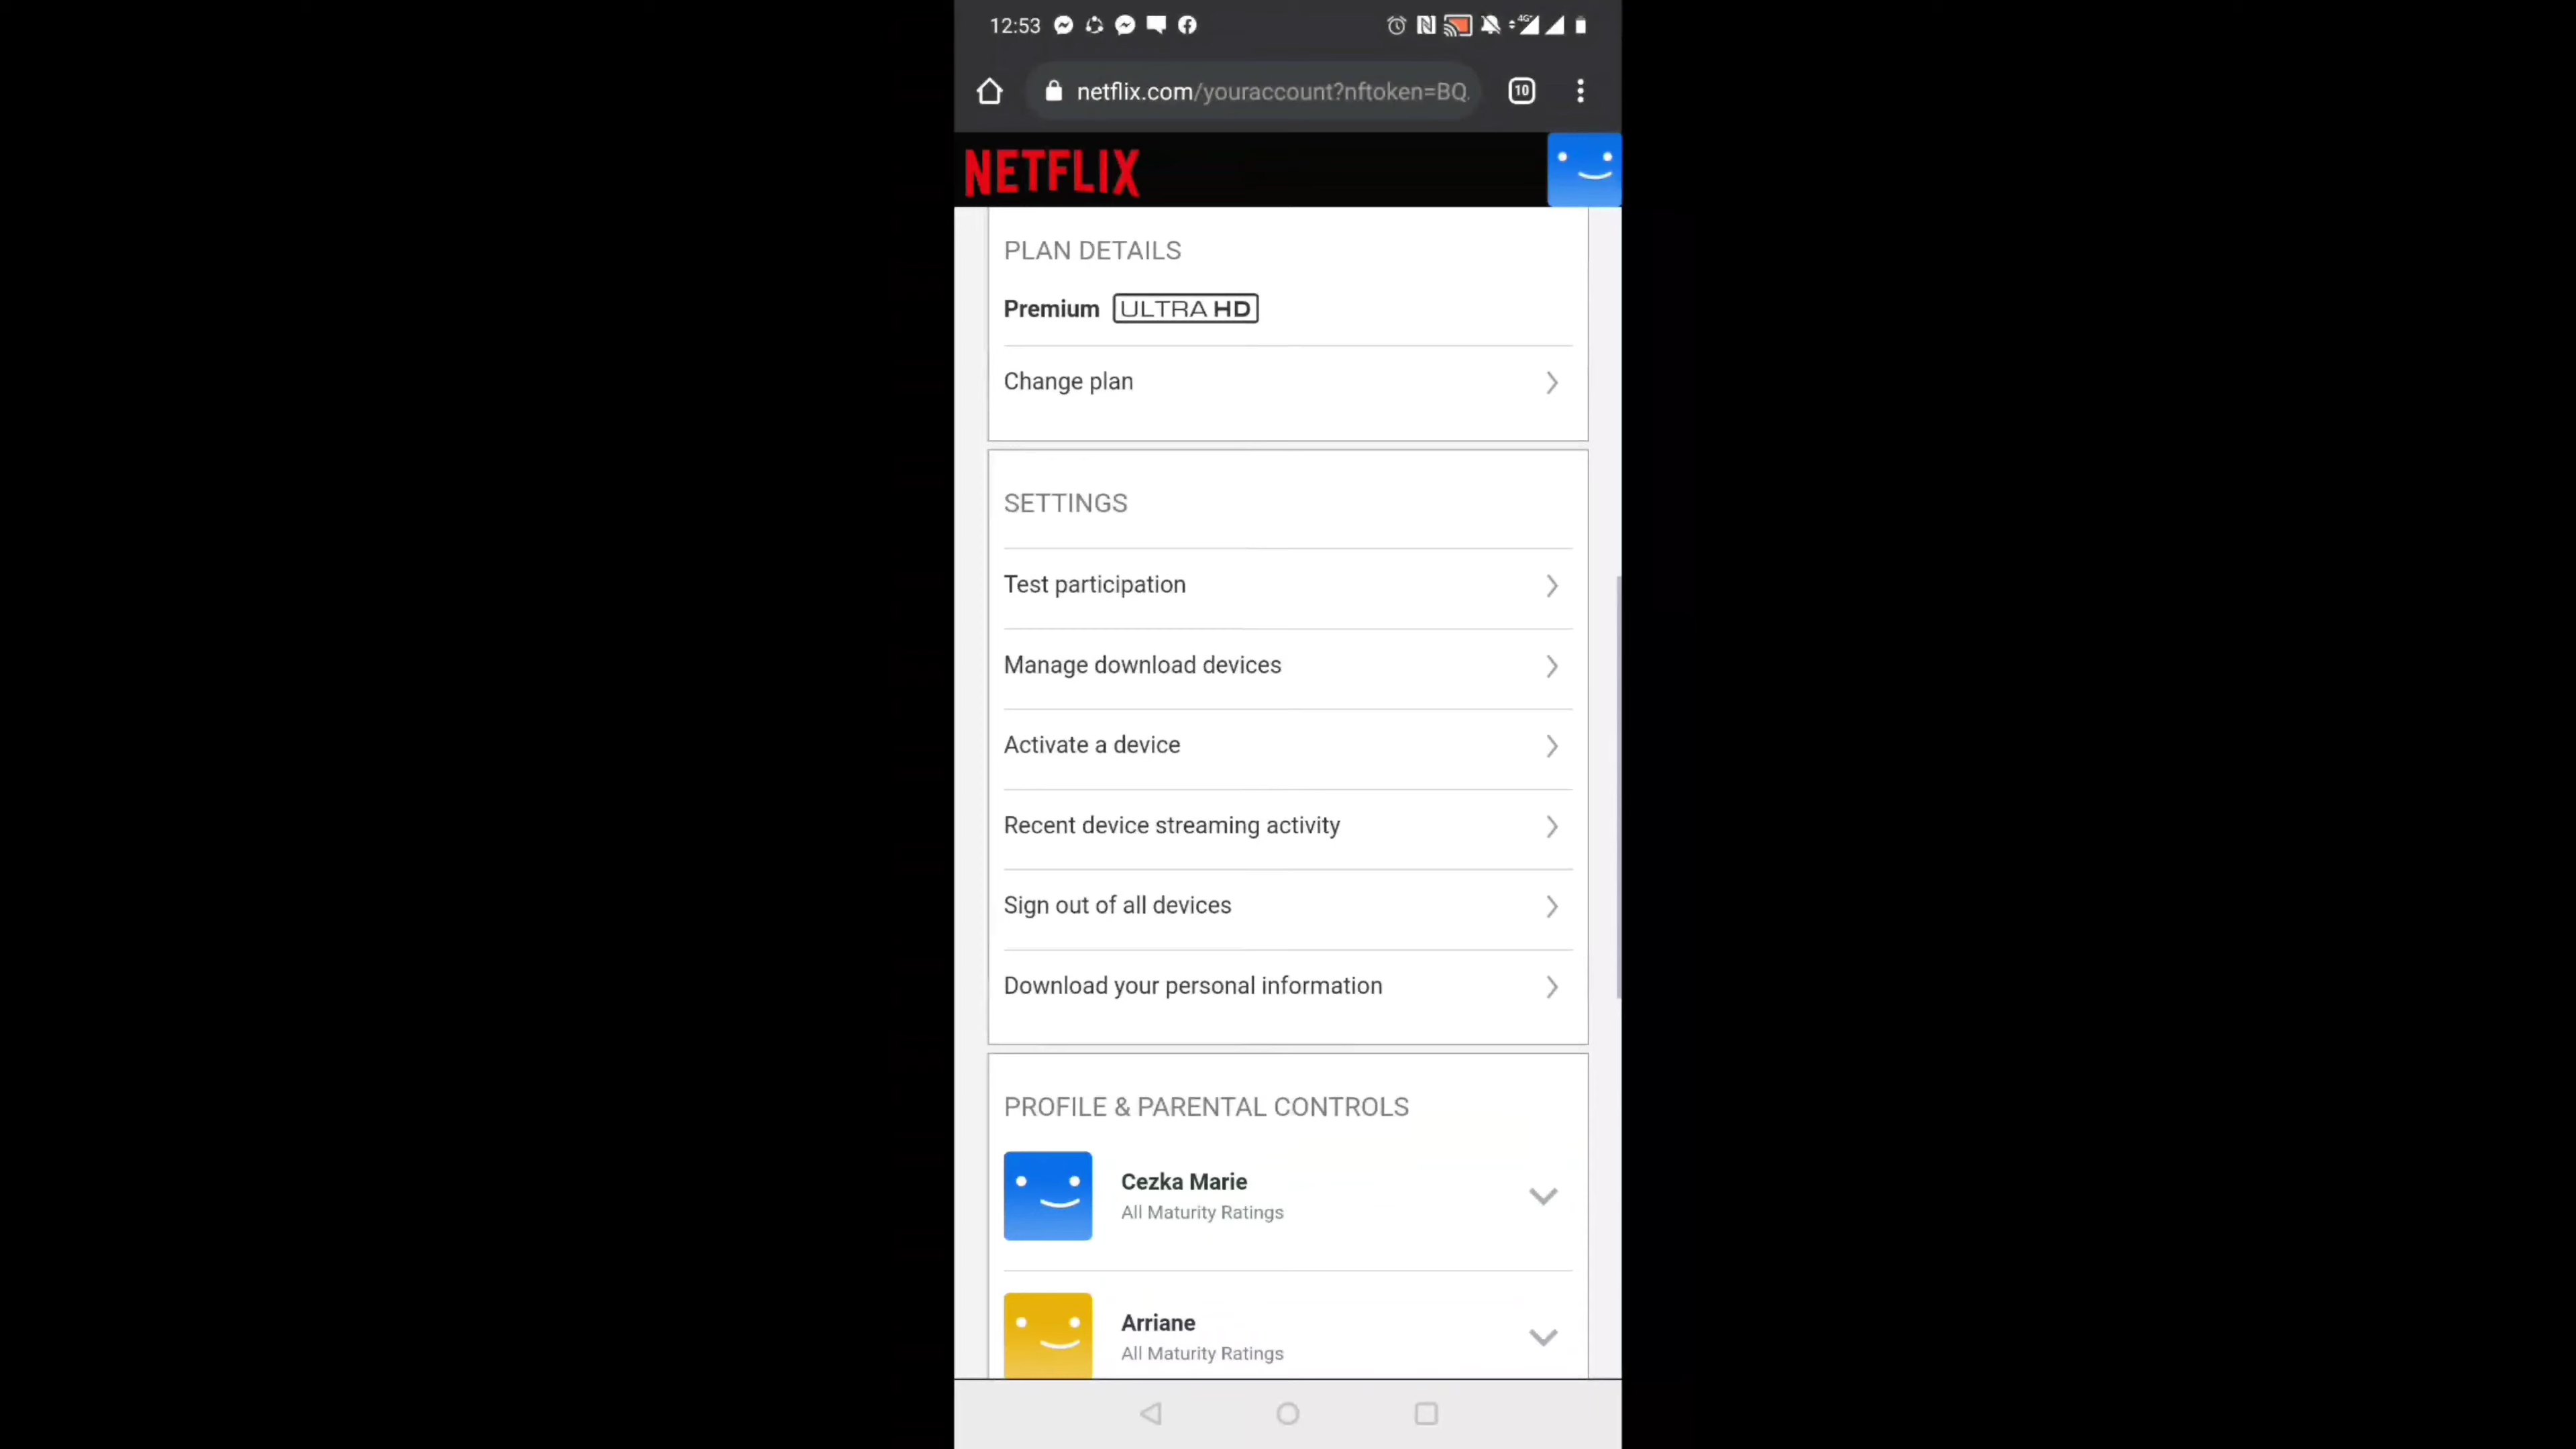 12:53
4G+
netflix.com/youraccount?nftoken=BQ
10
NETFLIX
PLAN DETAILS
Premium ULTRA HD
Change plan
SETTINGS
Test participation
Manage download devices
Activate a device
Recent device streaming activity
Sign out of all devices
Download your personal information
PROFILE & PARENTAL CONTROLS
Cezka Marie
All Maturity Ratings
Arriane
All Maturity Ratings